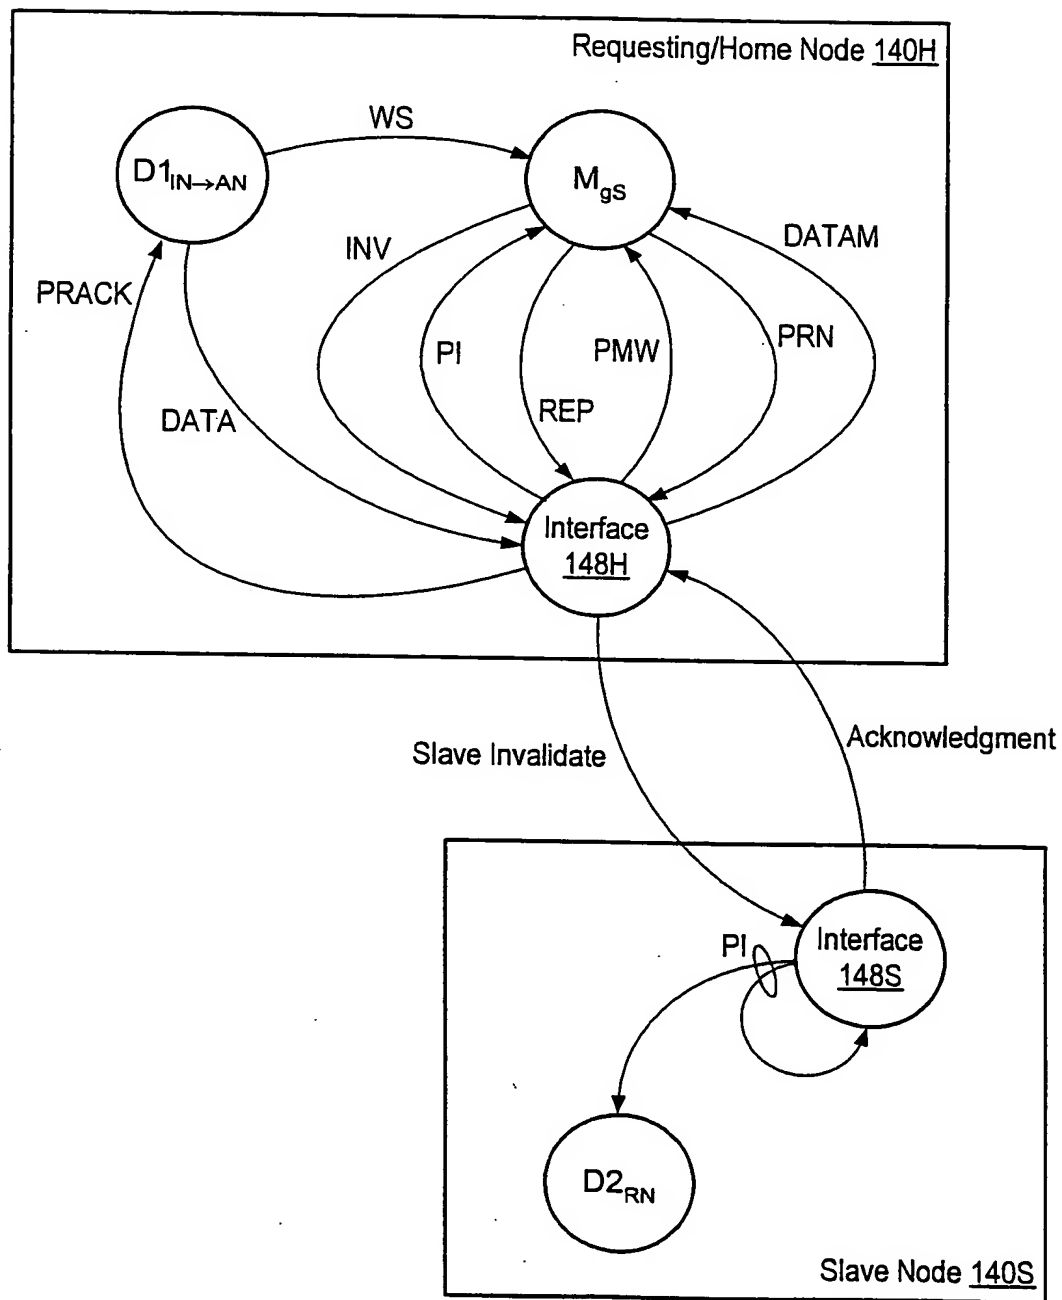 Requesting/Home Node 140H
WS
D1IN→AN
MgS
INV
DATAM
PRACK
PI
PMW
PRN
REP
DATA
Interface
148H
Slave Invalidate
Acknowledgment
PI
Interface
148S
D2RN
Slave Node 140S